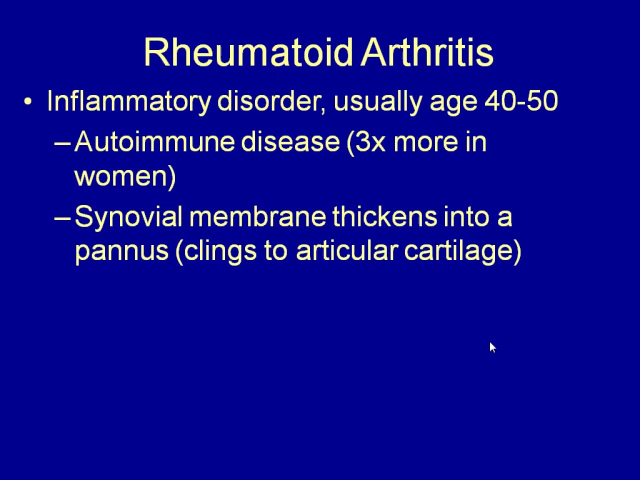 Rheumatoid Arthritis
• Inflammatory disorder, usually age 40-50
–Autoimmune disease (3x more in
women)
–Synovial membrane thickens into a
pannus (clings to articular cartilage)